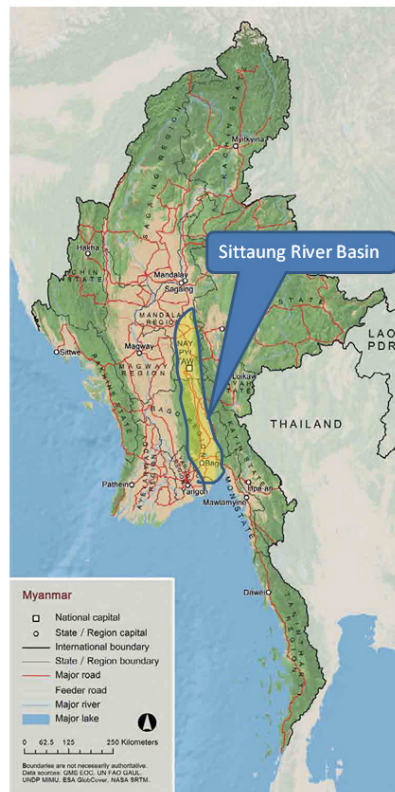 KACHIN STATE
Myitkyina
SAGAING REGION
Hakha
CHIN STATE
Sittaung River Basin
Mandalay
Sagaing
MANDALAY REGION
STATE
LAO PDR
Sittwe
Magway
MAGWAY REGION
NAY PYI TAW
Loikaw
RAKHINE STATE
BAGO
THAILAND
Bago
Pathein
Yangon
Hpa-an
Mawlamyine
MON STATE
Dawei
Myanmar
National capital
State / Region capital
International boundary
State / Region boundary
Major road
Feeder road
Major river
Major lake
0 62.5 125 250 Kilometers
Boundaries are not necessarily authoritative.
Data sources: GMS EOC, UN FAO GAUL,
UNDP MIMU, ESA GlobCover, NASA SRTM.